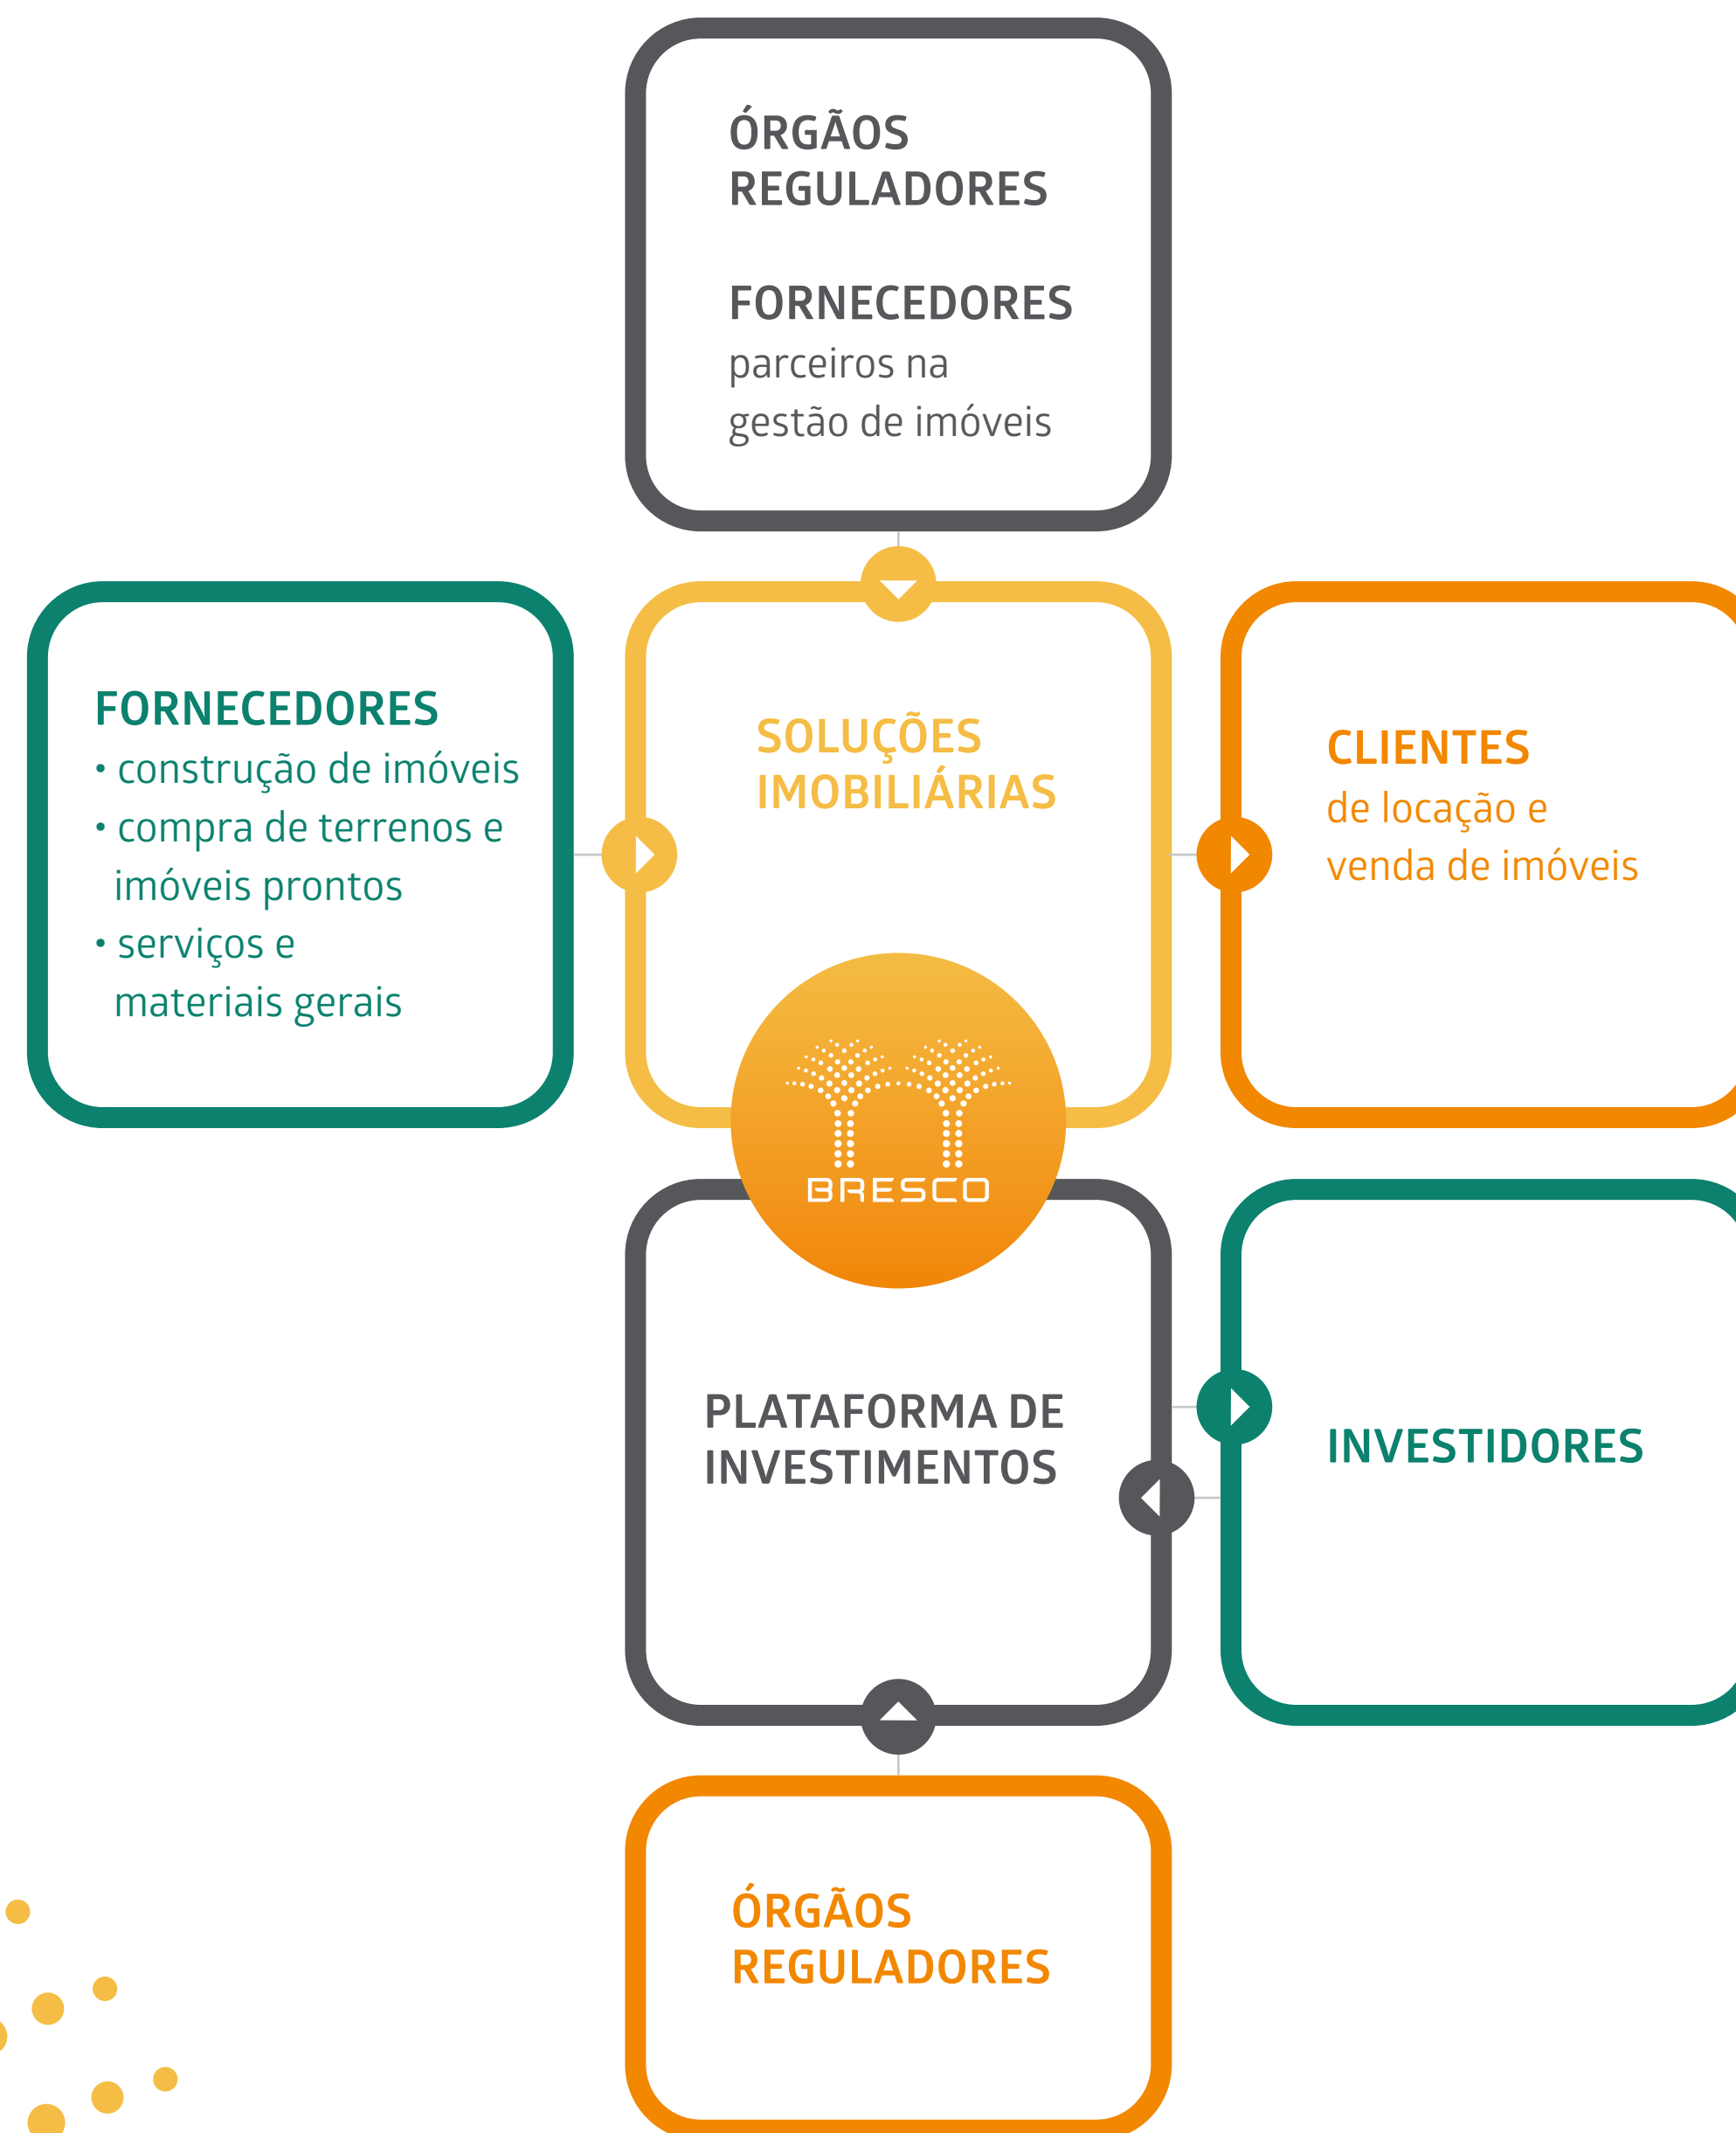 ÓRGÃOS
REGULADORES
FORNECEDORES
parceiros na
gestão de imóveis
FORNECEDORES
• construção de imóveis
• compra de terrenos e
imóveis prontos
• serviços e
materiais gerais
SOLUÇÕES
IMOBILIÁRIAS
CLIENTES
de locação e
venda de imóveis
BRESCO
PLATAFORMA DE
INVESTIMENTOS
INVESTIDORES
ÓRGÃOS
REGULADORES